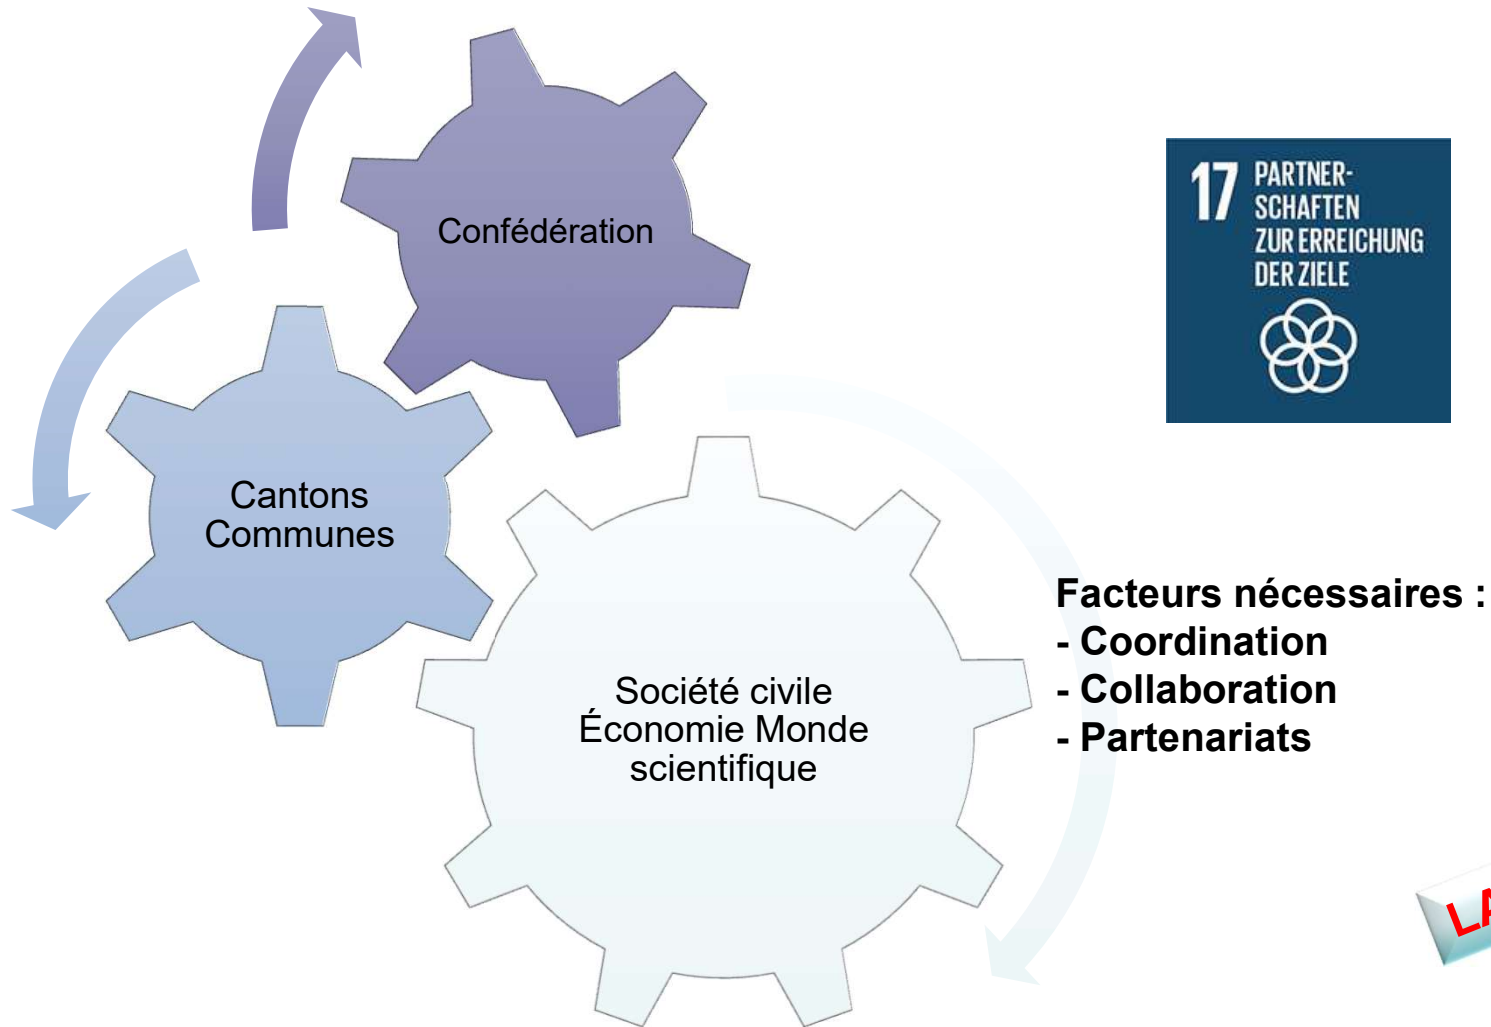 Confédération
17 PARTNER-
SCHAFTEN
ZUR ERREICHUNG
DER ZIELE
Cantons
Communes
Facteurs nécessaires :
- Coordination
- Collaboration
- Partenariats
Société civile
Économie Monde
scientifique